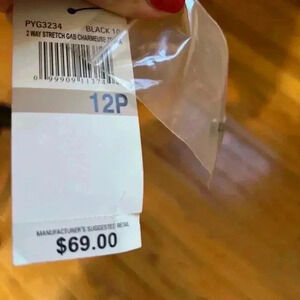 PYG3234 BLACK
2 WAY STRETCH GAB CHARMEUSE
12P
MANUFACTURER'S SUGGESTED RETAIL
$69.00